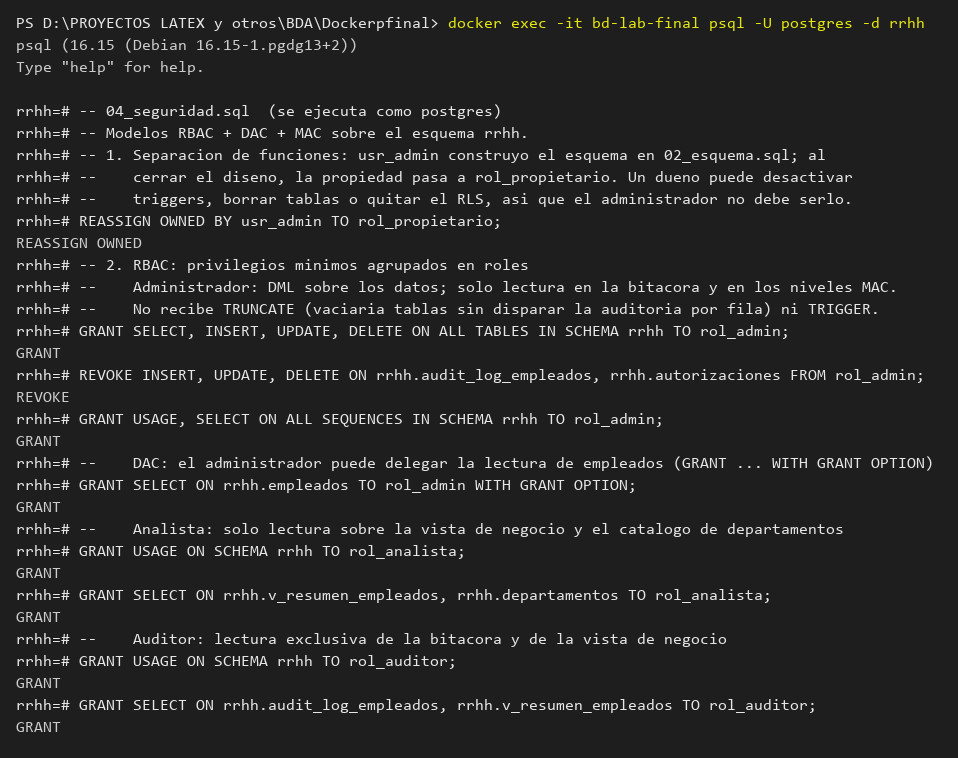 PS D:\PROYECTOS LATEX y otros\BDA\Dockerpfinal> docker exec -it bd-lab-final psql -U postgres -d rrhh
psql (16.15 (Debian 16.15-1.pgdg13+2))
Type "help" for help.

rrhh=# -- 04_seguridad.sql  (se ejecuta como postgres)
rrhh=# -- Modelos RBAC + DAC + MAC sobre el esquema rrhh.
rrhh=# -- 1. Separacion de funciones: usr_admin construyo el esquema en 02_esquema.sql; al
rrhh=# --    cerrar el diseno, la propiedad pasa a rol_propietario. Un dueno puede desactivar
rrhh=# --    triggers, borrar tablas o quitar el RLS, asi que el administrador no debe serlo.
rrhh=# REASSIGN OWNED BY usr_admin TO rol_propietario;
REASSIGN OWNED
rrhh=# -- 2. RBAC: privilegios minimos agrupados en roles
rrhh=# --    Administrador: DML sobre los datos; solo lectura en la bitacora y en los niveles MAC.
rrhh=# --    No recibe TRUNCATE (vaciaria tablas sin disparar la auditoria por fila) ni TRIGGER.
rrhh=# GRANT SELECT, INSERT, UPDATE, DELETE ON ALL TABLES IN SCHEMA rrhh TO rol_admin;
GRANT
rrhh=# REVOKE INSERT, UPDATE, DELETE ON rrhh.audit_log_empleados, rrhh.autorizaciones FROM rol_admin;
REVOKE
rrhh=# GRANT USAGE, SELECT ON ALL SEQUENCES IN SCHEMA rrhh TO rol_admin;
GRANT
rrhh=# --    DAC: el administrador puede delegar la lectura de empleados (GRANT ... WITH GRANT OPTION)
rrhh=# GRANT SELECT ON rrhh.empleados TO rol_admin WITH GRANT OPTION;
GRANT
rrhh=# --    Analista: solo lectura sobre la vista de negocio y el catalogo de departamentos
rrhh=# GRANT USAGE ON SCHEMA rrhh TO rol_analista;
GRANT
rrhh=# GRANT SELECT ON rrhh.v_resumen_empleados, rrhh.departamentos TO rol_analista;
GRANT
rrhh=# --    Auditor: lectura exclusiva de la bitacora y de la vista de negocio
rrhh=# GRANT USAGE ON SCHEMA rrhh TO rol_auditor;
GRANT
rrhh=# GRANT SELECT ON rrhh.audit_log_empleados, rrhh.v_resumen_empleados TO rol_auditor;
GRANT